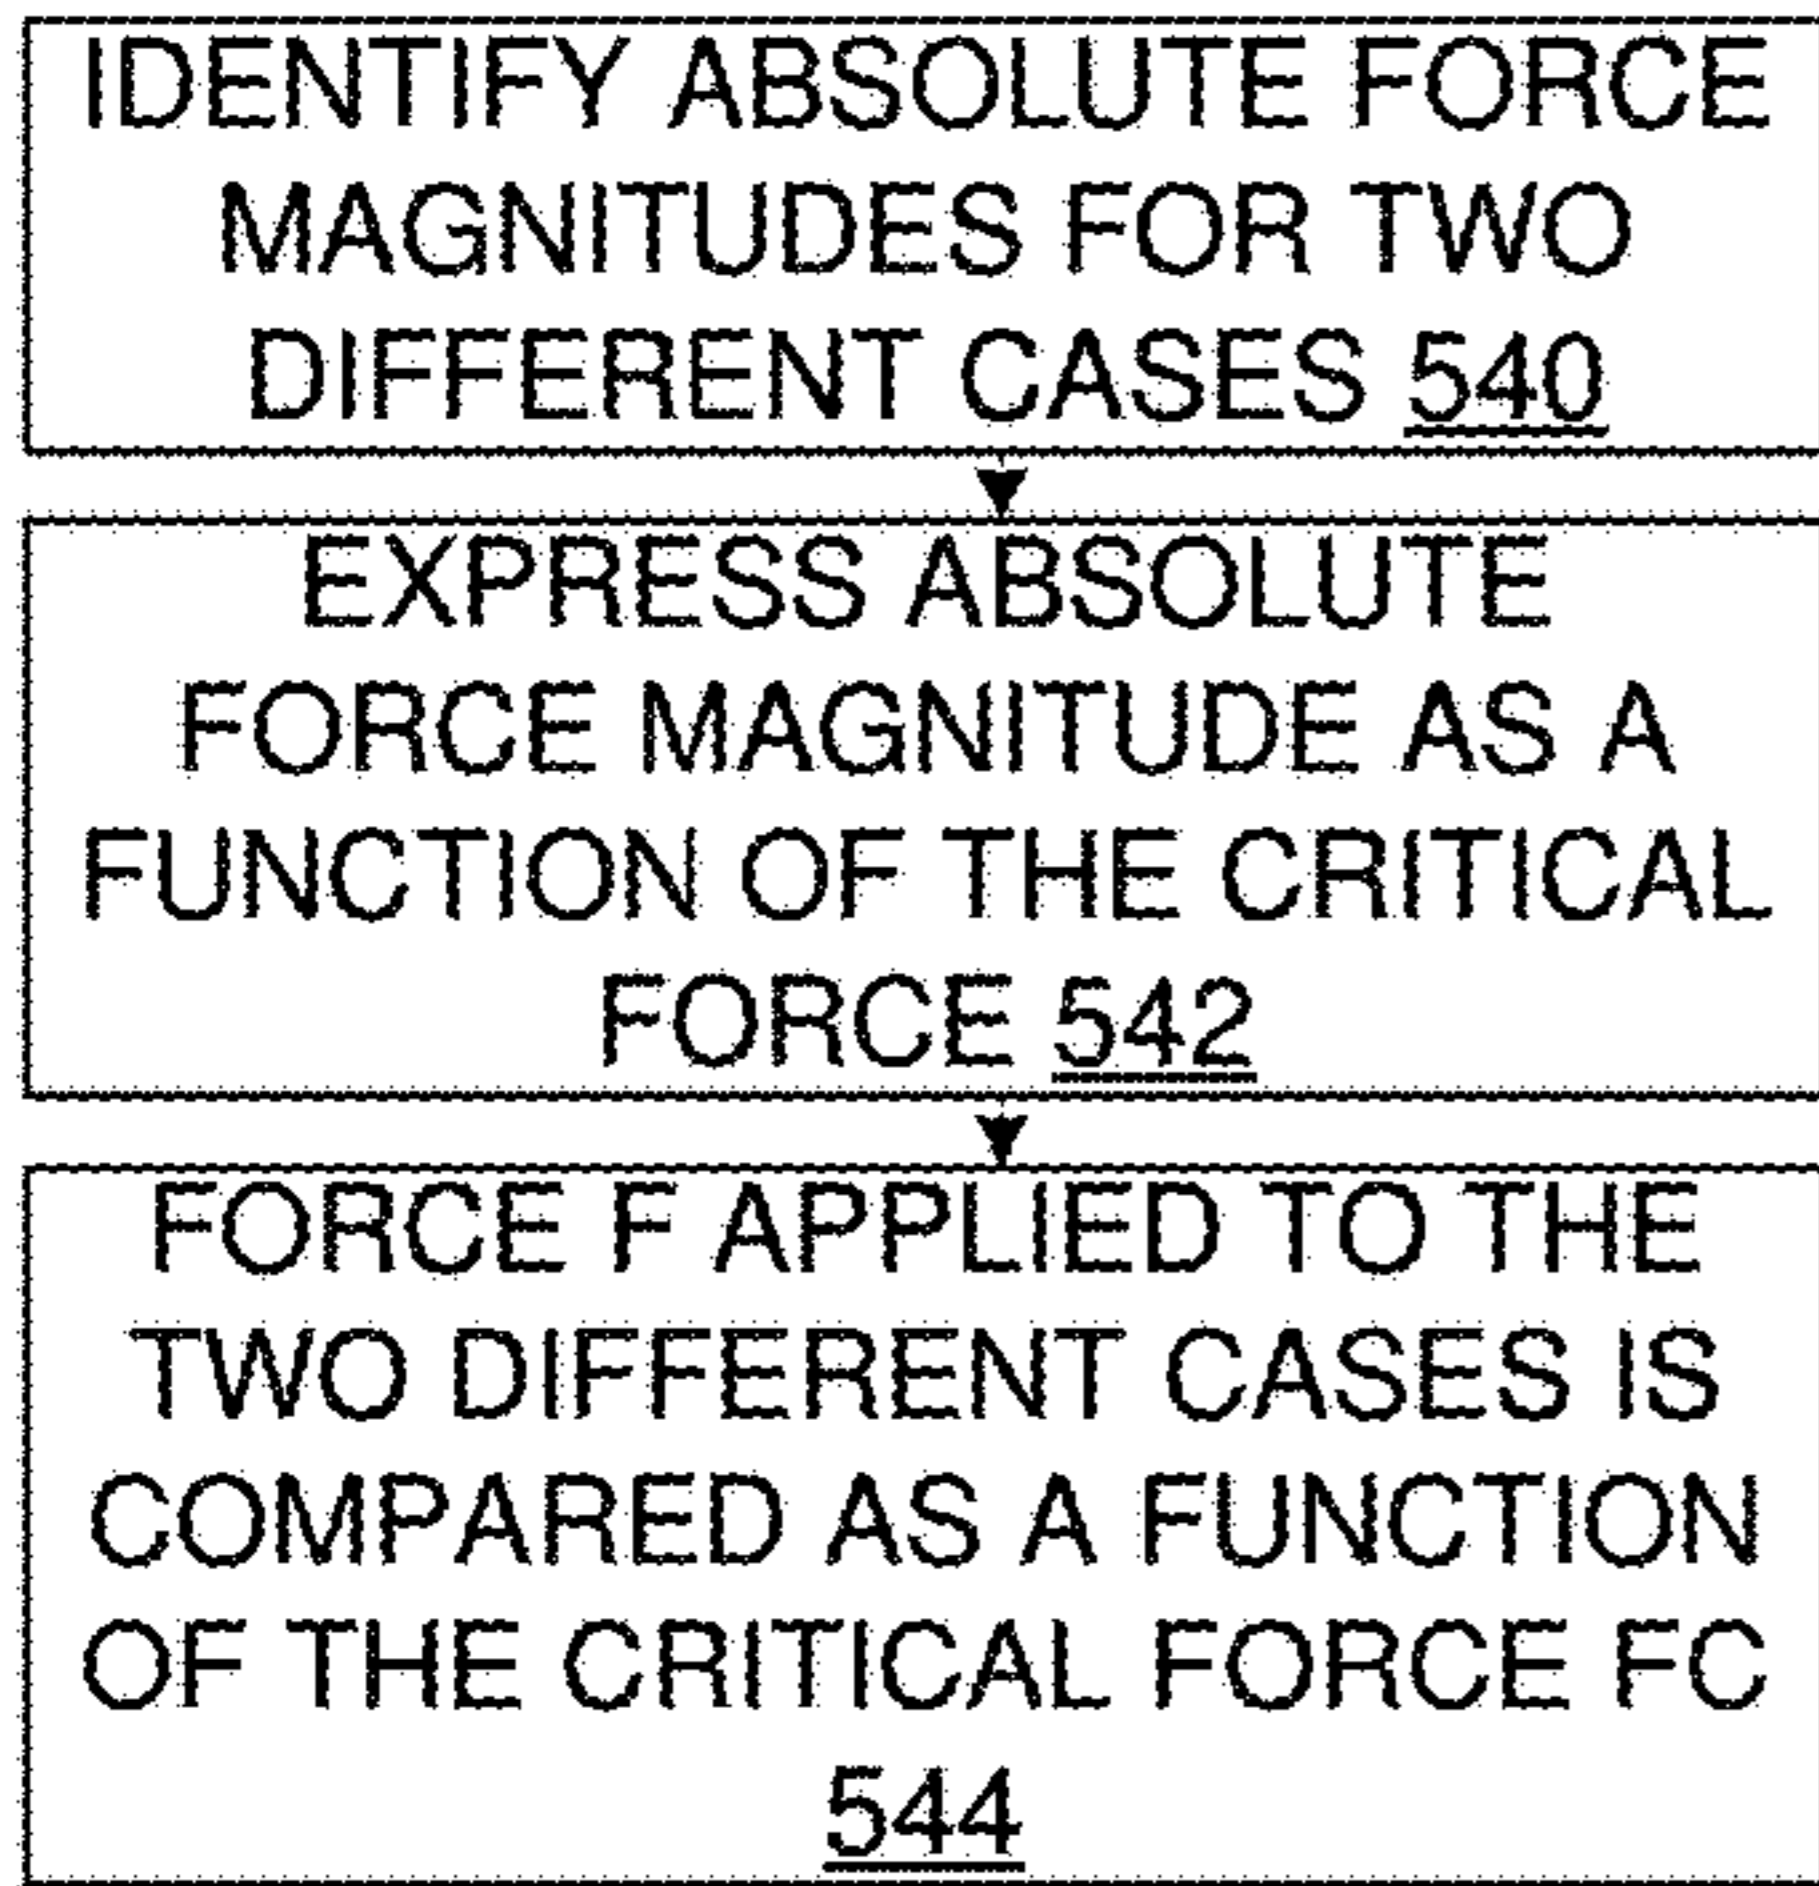 IDENTIFY ABSOLUTE FORCE
MAGNITUDES FOR TWO
DIFFERENT CASES 540
EXPRESS ABSOLUTE
FORCE MAGNITUDE AS A
FUNCTION OF THE CRITICAL
FORCE 542
FORCE F APPLIED TO THE
TWO DIFFERENT CASES IS
COMPARED AS A FUNCTION
OF THE CRITICAL FORCE FC
544